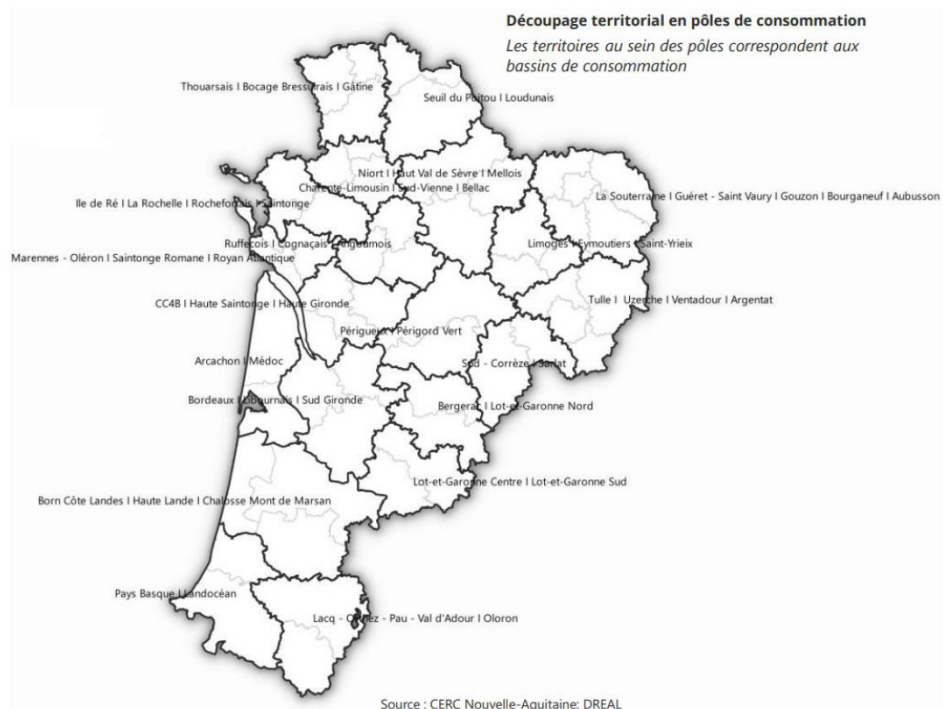 Découpage territorial en pôles de consommation
Les territoires au sein des pôles correspondent aux
bassins de consommation
Thouarsais l Bocage Bressuirais l Gâtine
Seuil du Poitou l Loudunais
Niort l Haut Val de Sèvre l Mellois
Charente-Limousin l Sud-Vienne l Bellac
La Souterraine l Guéret - Saint Vaury l Gouzon l Bourganeuf l Aubusson
Ile de Ré l La Rochelle l Rochefortais l Saintonge
Ruffecois l Cognaçais l Angoumois
Limoges l Eymoutiers l Saint-Yrieix
Marennes - Oléron l Saintonge Romane l Royan Atlantique
CC4B l Haute Saintonge l Haute Gironde
Tulle l Uzerche l Ventadour l Argentat
Périgueux l Périgord Vert
Arcachon l Médoc
Sud - Corrèze l Sarlat
Bordeaux l Libournais l Sud Gironde
Bergerac l Lot-et-Garonne Nord
Lot-et-Garonne Centre l Lot-et-Garonne Sud
Born Côte Landes l Haute Lande l Chalosse Mont de Marsan
Pays Basque l Landocéan
Lacq - Orthez - Pau - Val d'Adour l Oloron
Source : CERC Nouvelle-Aquitaine; DREAL